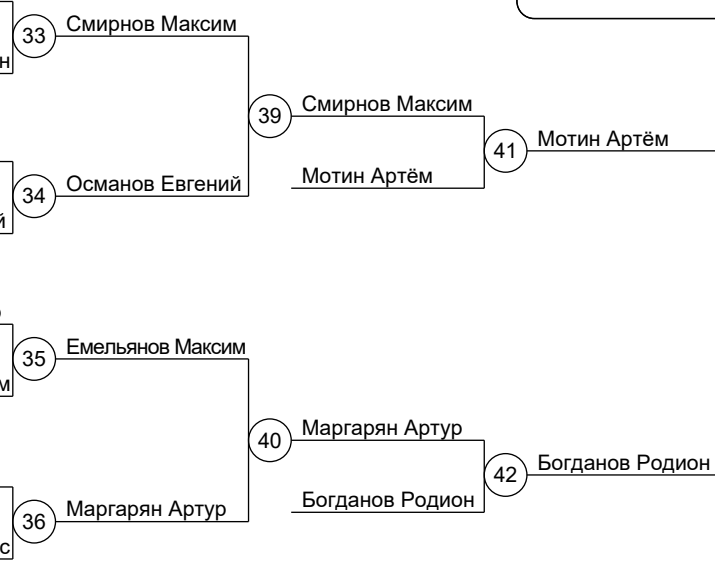 33
Смирнов Максим
н
39
Смирнов Максим
41
Мотин Артём
34
Османов Евгений
Мотин Артём
й
35
Емельянов Максим
м
40
Маргарян Артур
42
Богданов Родион
36
Маргарян Артур
Богданов Родион
с